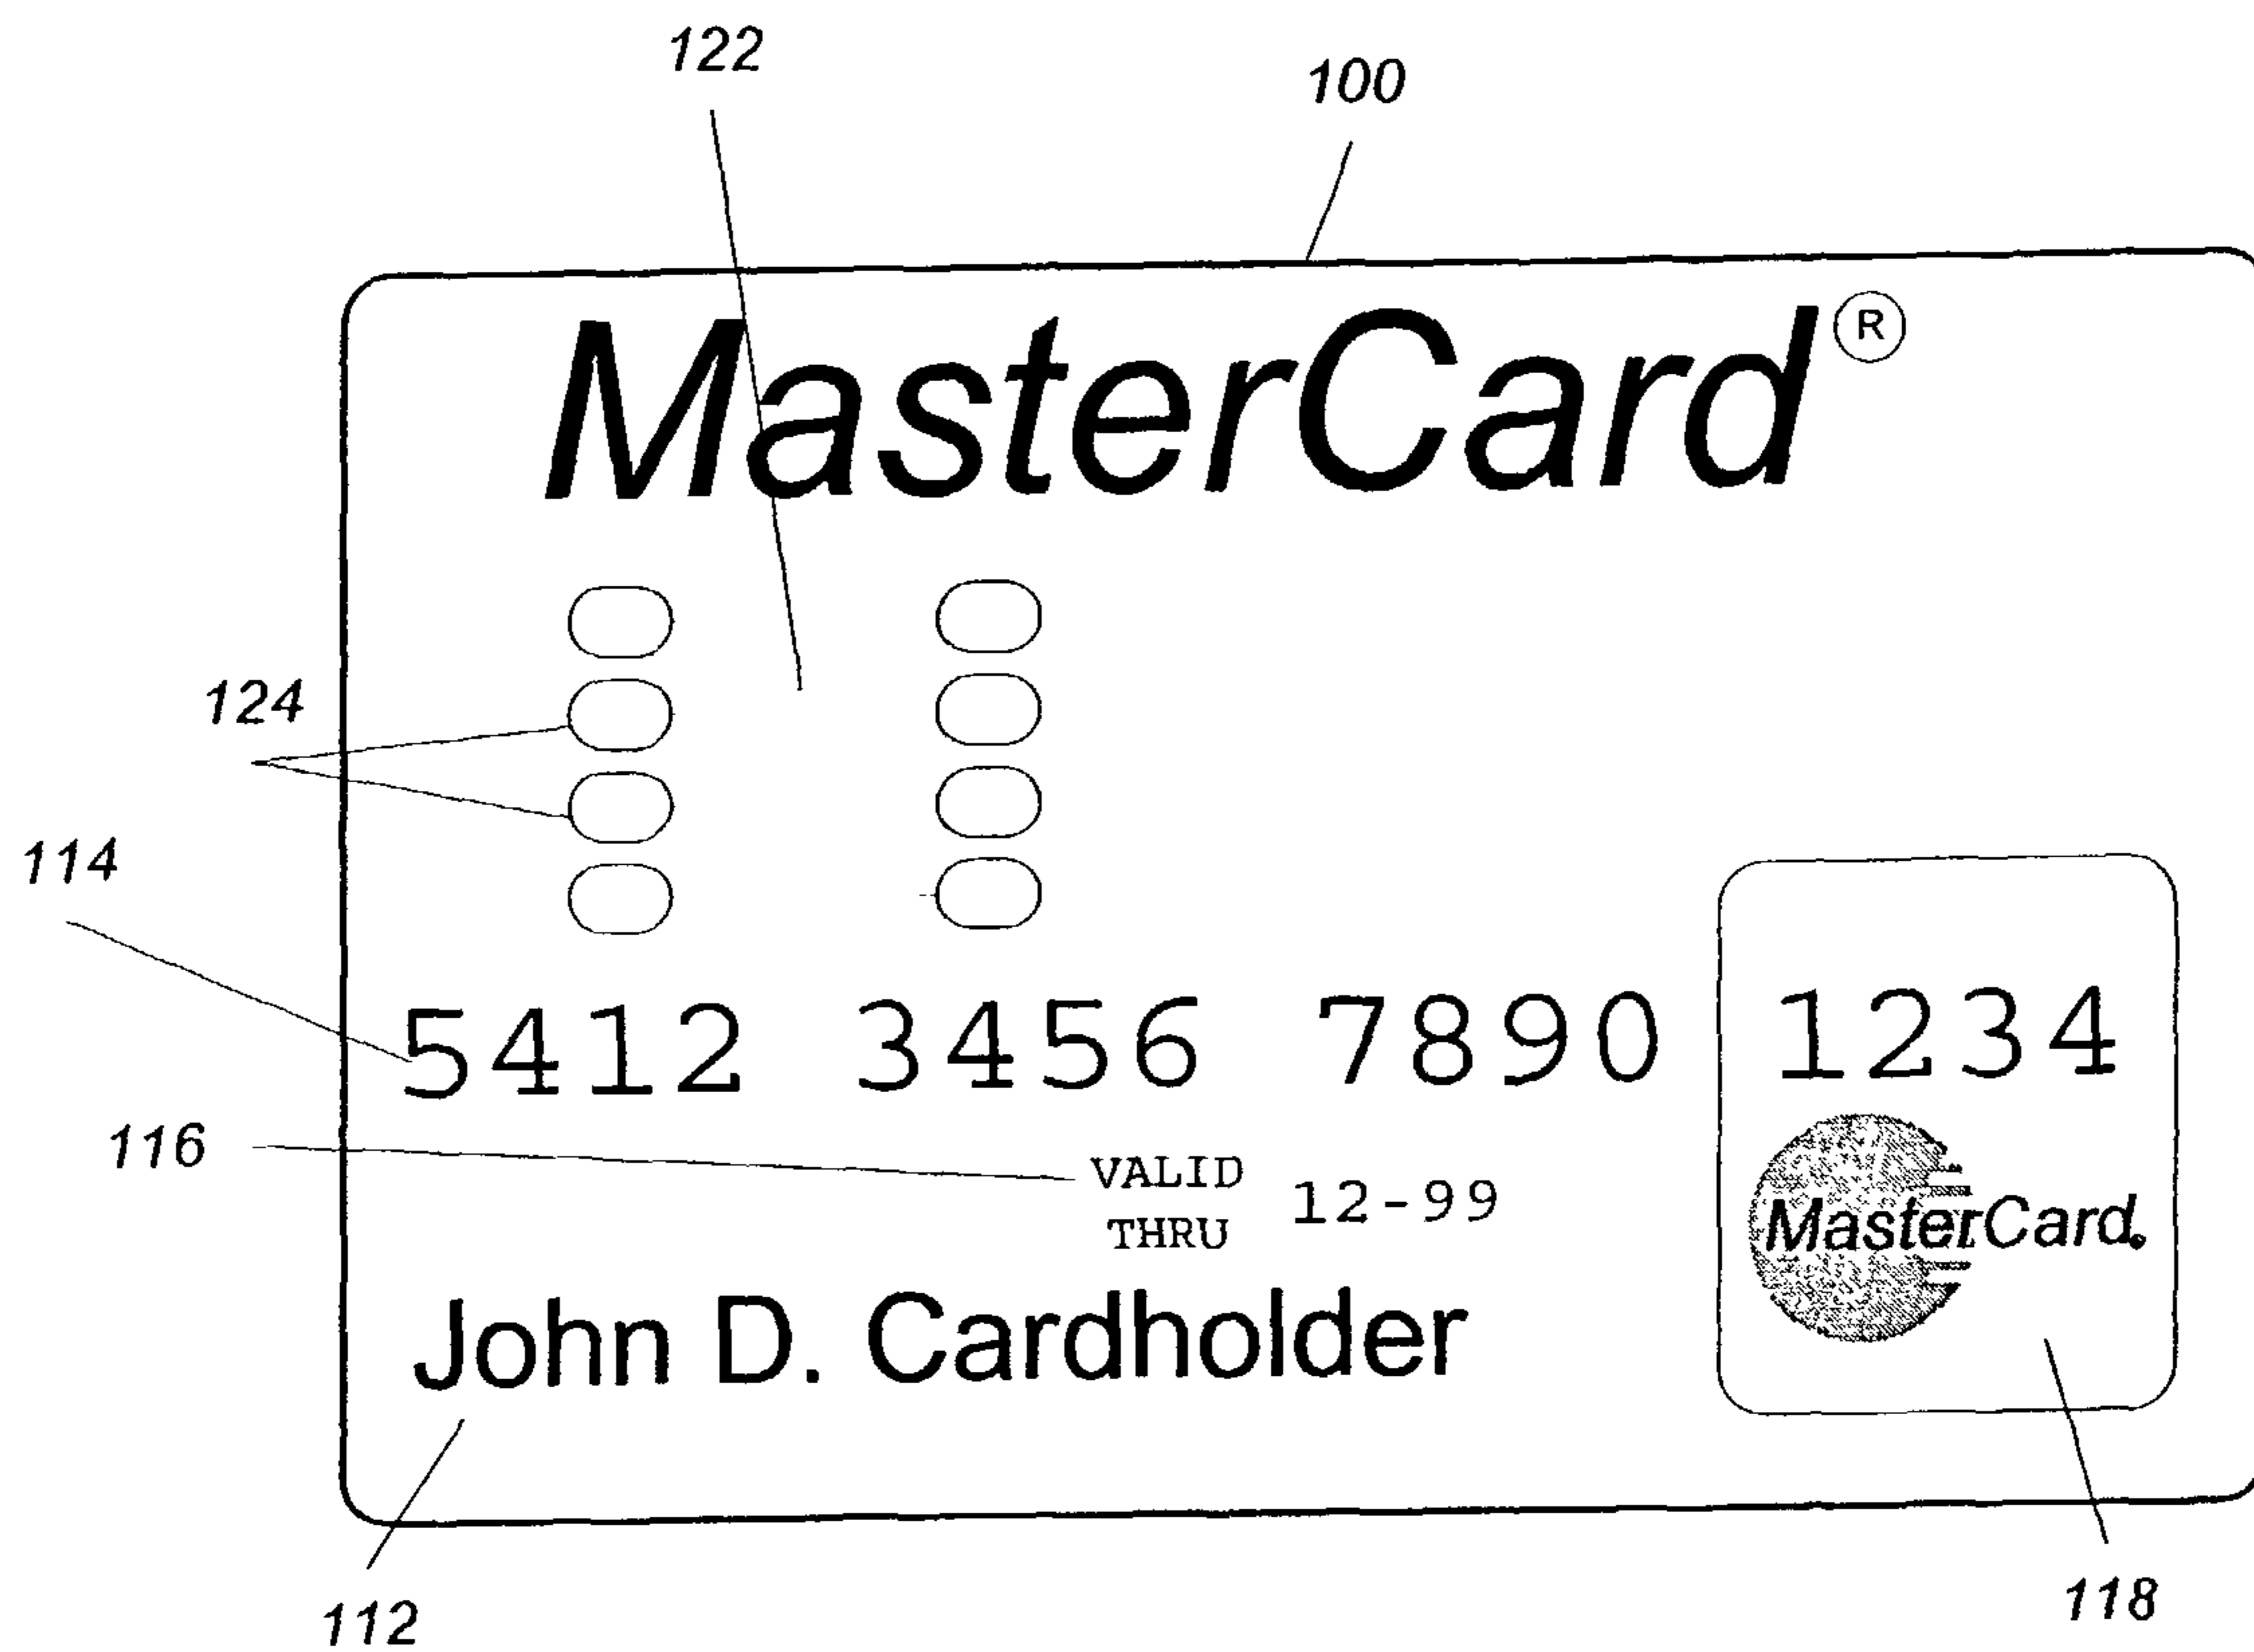 122
100
MasterCard®
124
114
5412 3456 7890 1234
116
VALID THRU 12-99
MasterCard
John D. Cardholder
112
118